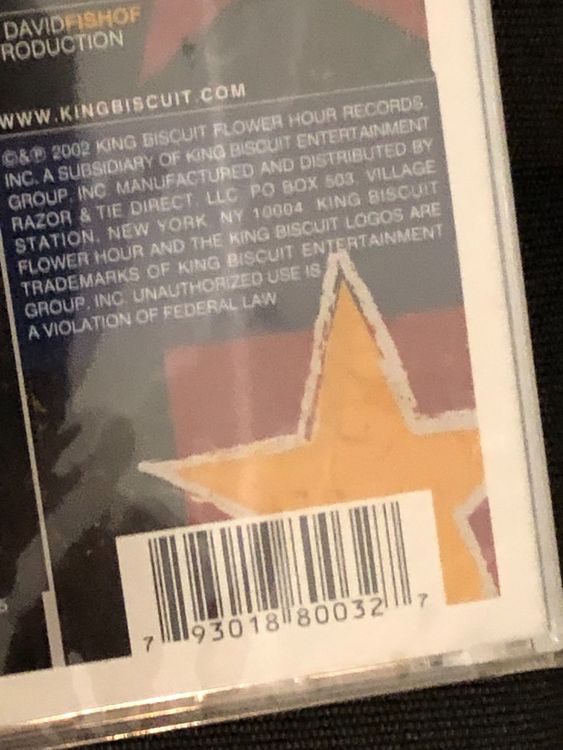 DAVIDFISHOF
RODUCTION
WWW.KINGBISCUIT.COM
©&℗ 2002 KING BISCUIT FLOWER HOUR RECORDS,
INC. A SUBSIDIARY OF KING BISCUIT ENTERTAINMENT
GROUP, INC. MANUFACTURED AND DISTRIBUTED BY
RAZOR & TIE DIRECT, LLC PO BOX 503 VILLAGE
STATION, NEW YORK, NY 10004 KING BISCUIT
FLOWER HOUR AND THE KING BISCUIT LOGOS ARE
TRADEMARKS OF KING BISCUIT ENTERTAINMENT
GROUP, INC. UNAUTHORIZED USE IS
A VIOLATION OF FEDERAL LAW
7 93018 80032 7